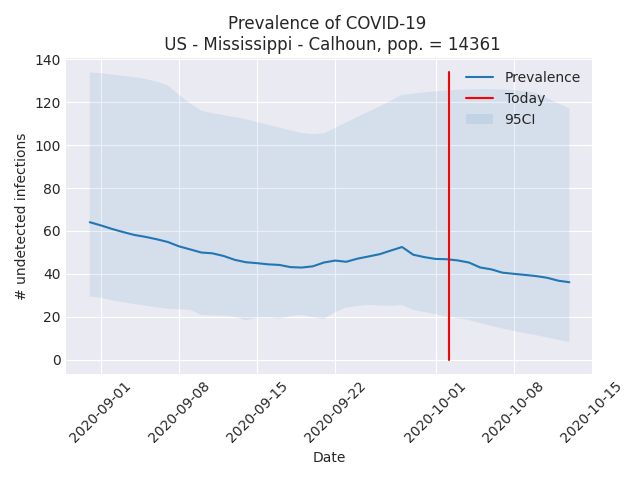 Prevalence of COVID-19
US - Mississippi - Calhoun, pop. = 14361
140
120
100
80
60
40
20
0
# undetected infections
Prevalence
Today
95CI
2020-09-01
2020-09-08
2020-09-15
2020-09-22
2020-10-01
2020-10-08
2020-10-15
Date